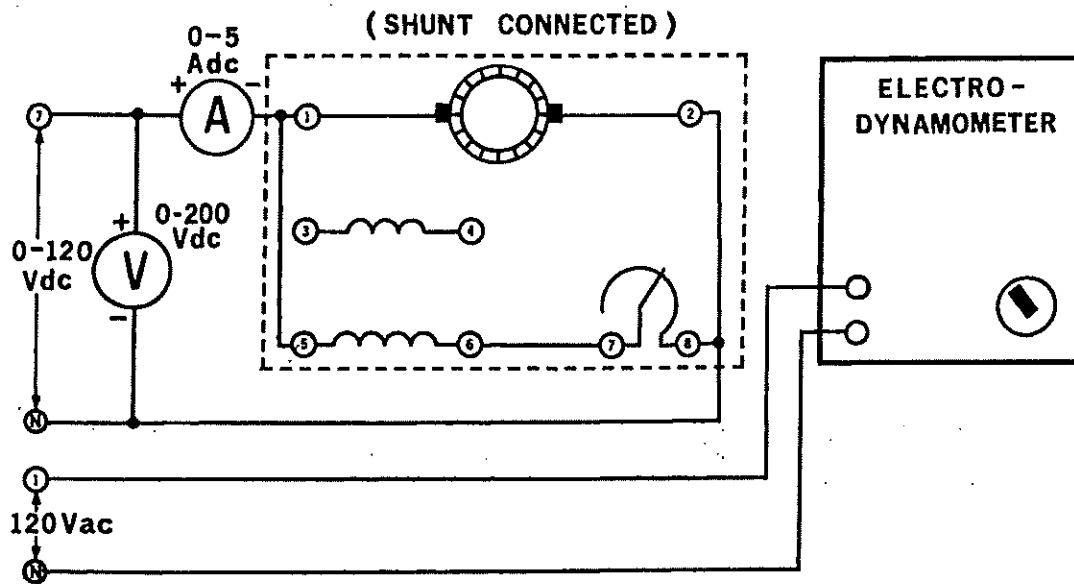 (SHUNT CONNECTED)
0-5
Adc
+ -
A
7
1
2
ELECTRO-
DYNAMOMETER
+
0-200
Vdc
V
-
0-120
Vdc
3
4
5
6
7
8
N
1
120Vac
N